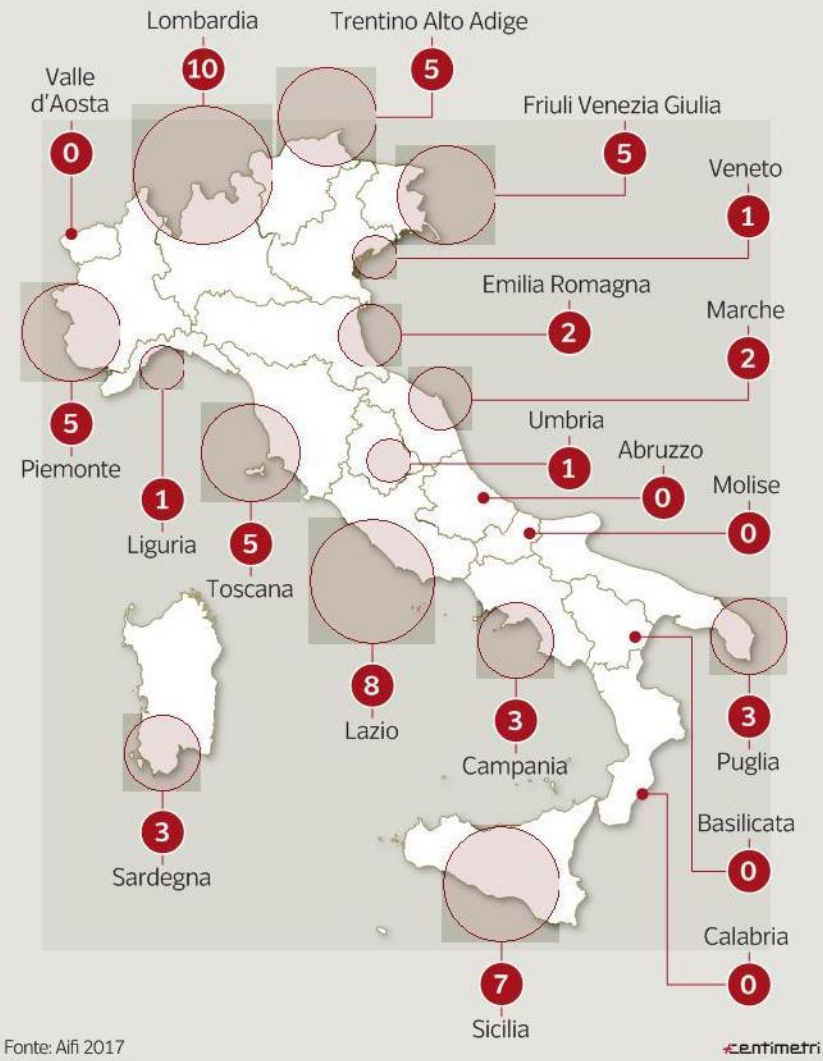 Lombardia
10
Trentino Alto Adige
5
Valle
d'Aosta
0
Friuli Venezia Giulia
5
Veneto
1
Emilia Romagna
2
Marche
2
Piemonte
5
Liguria
1
Toscana
5
Umbria
1
Abruzzo
0
Molise
0
Lazio
8
Campania
3
Puglia
3
Sardegna
3
Basilicata
0
Calabria
0
Sicilia
7
Fonte: Aifi 2017
centimetri